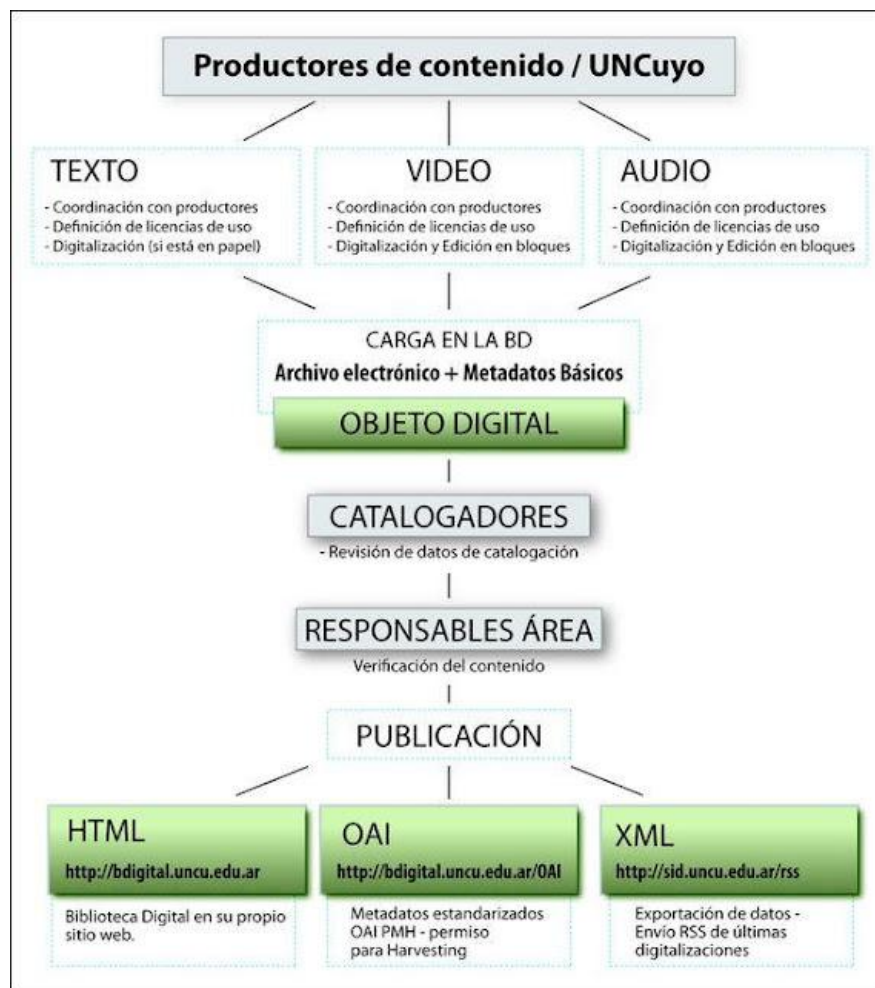 Productores de contenido / UNCuyo
TEXTO
- Coordinación con productores
- Definición de licencias de uso
- Digitalización (si está en papel)
VIDEO
- Coordinación con productores
- Definición de licencias de uso
- Digitalización y Edición en bloques
AUDIO
- Coordinación con productores
- Definición de licencias de uso
- Digitalización y Edición en bloques
CARGA EN LA BD
Archivo electrónico + Metadatos Básicos
OBJETO DIGITAL
CATALOGADORES
- Revisión de datos de catalogación
RESPONSABLES ÁREA
Verificación del contenido
PUBLICACIÓN
HTML
http://bdigital.uncu.edu.ar
Biblioteca Digital en su propio
sitio web.
OAI
http://bdigital.uncu.edu.ar/OAI
Metadatos estandarizados
OAI PMH - permiso
para Harvesting
XML
http://sid.uncu.edu.ar/rss
Exportación de datos -
Envío RSS de últimas
digitalizaciones